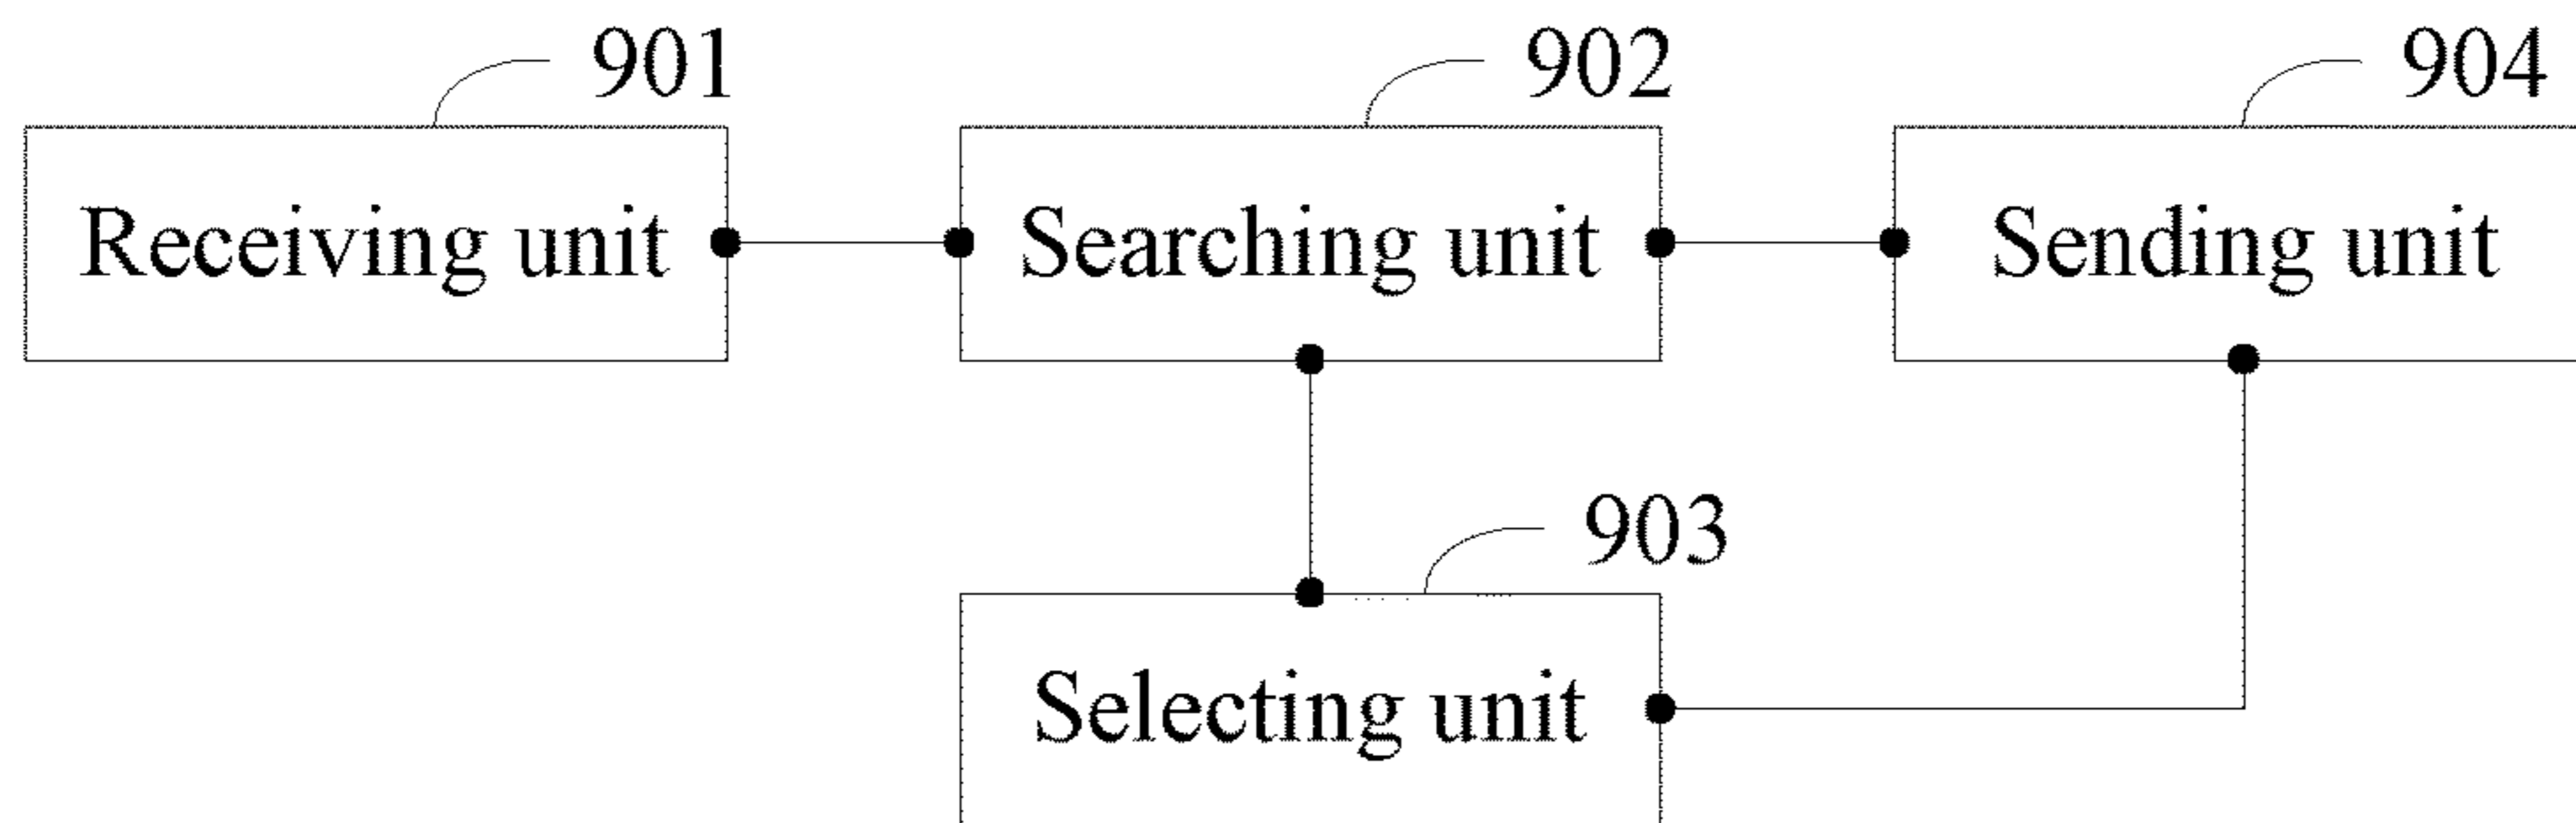 901
902
904
Receiving unit
Searching unit
Sending unit
903
Selecting unit